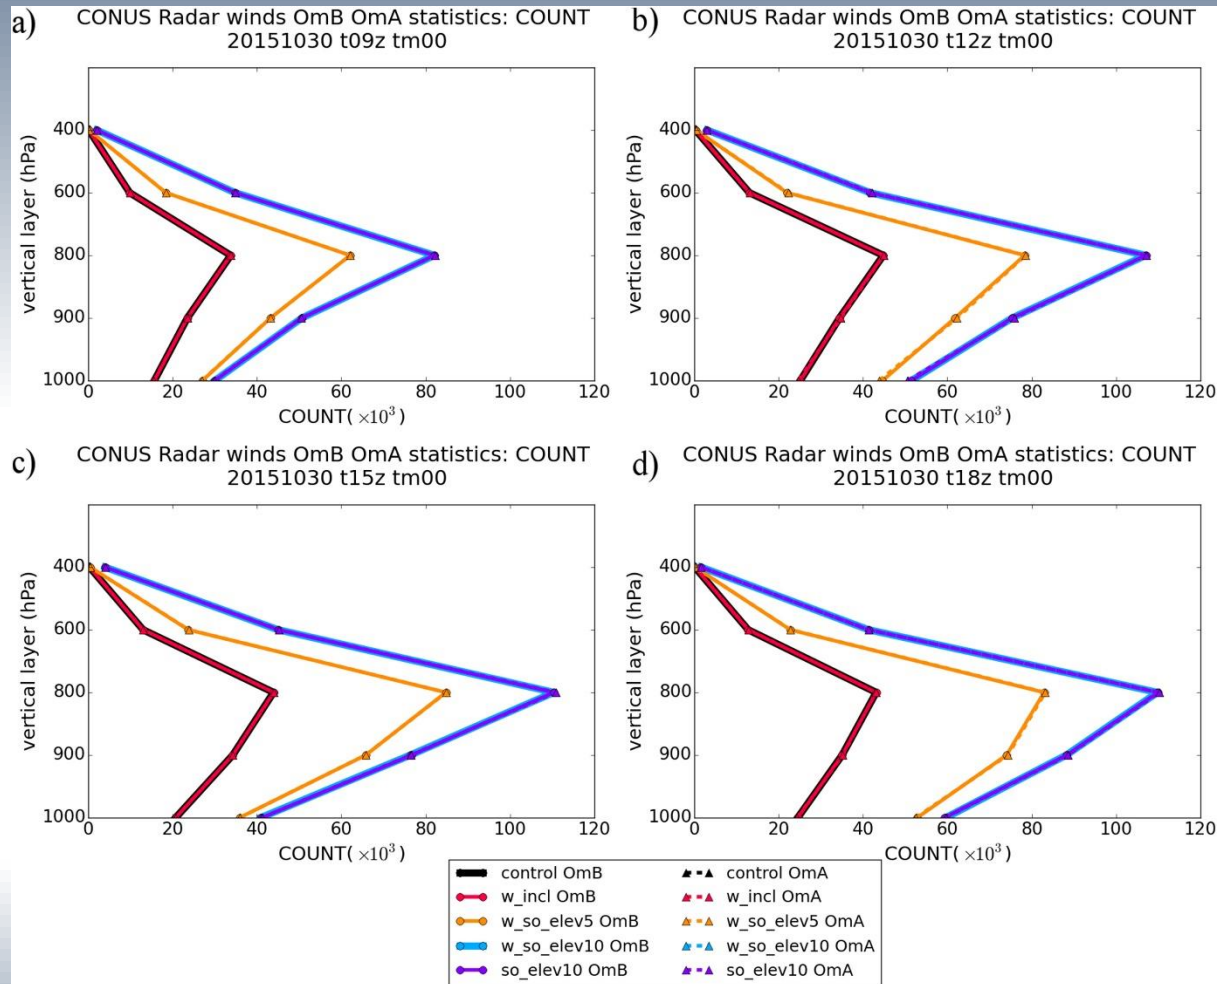 a)
CONUS Radar winds OmB OmA statistics: COUNT
20151030 t09z tm00
400
600
800
900
1000
vertical layer (hPa)
0 20 40 60 80 100 120
COUNT( ×10³ )
b)
CONUS Radar winds OmB OmA statistics: COUNT
20151030 t12z tm00
400
600
800
900
1000
vertical layer (hPa)
0 20 40 60 80 100 120
COUNT( ×10³ )
c)
CONUS Radar winds OmB OmA statistics: COUNT
20151030 t15z tm00
400
600
800
900
1000
vertical layer (hPa)
0 20 40 60 80 100 120
COUNT( ×10³ )
d)
CONUS Radar winds OmB OmA statistics: COUNT
20151030 t18z tm00
400
600
800
900
1000
vertical layer (hPa)
0 20 40 60 80 100 120
COUNT( ×10³ )
control OmB
w_incl OmB
w_so_elev5 OmB
w_so_elev10 OmB
so_elev10 OmB
control OmA
w_incl OmA
w_so_elev5 OmA
w_so_elev10 OmA
so_elev10 OmA